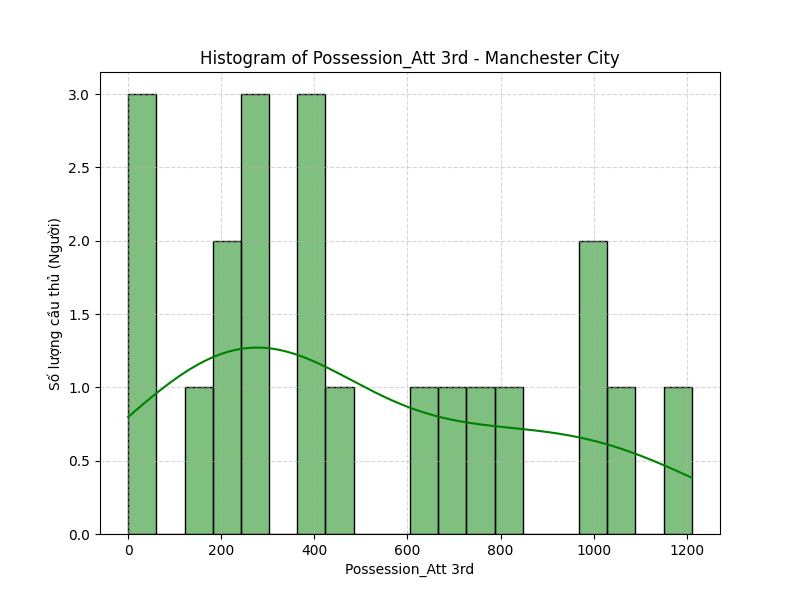 Histogram of Possession_Att 3rd - Manchester City
Số lượng cầu thủ (Người)
3.0
2.5
2.0
1.5
1.0
0.5
0.0
0 200 400 600 800 1000 1200
Possession_Att 3rd